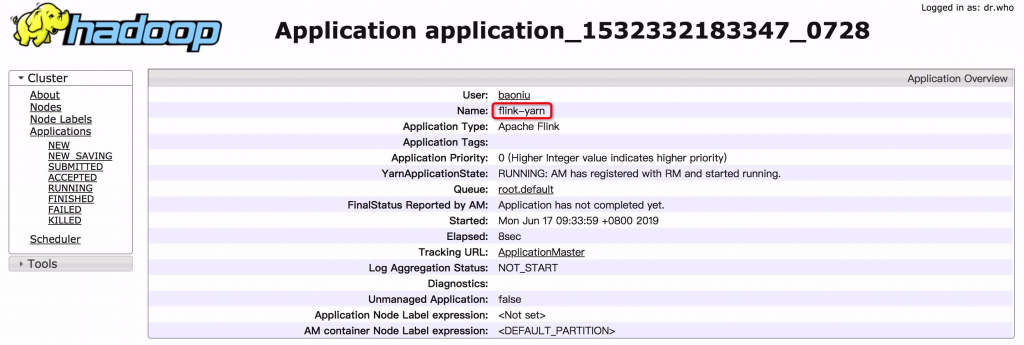 Logged in as: dr.who
hadoop
Application application_1532332183347_0728
Cluster
About
Nodes
Node Labels
Applications
NEW
NEW_SAVING
SUBMITTED
ACCEPTED
RUNNING
FINISHED
FAILED
KILLED
Scheduler
Tools
Application Overview
User: baoniu
Name: flink-yarn
Application Type: Apache Flink
Application Tags:
Application Priority: 0 (Higher Integer value indicates higher priority)
YarnApplicationState: RUNNING: AM has registered with RM and started running.
Queue: root.default
FinalStatus Reported by AM: Application has not completed yet.
Started: Mon Jun 17 09:33:59 +0800 2019
Elapsed: 8sec
Tracking URL: ApplicationMaster
Log Aggregation Status: NOT_START
Diagnostics:
Unmanaged Application: false
Application Node Label expression: <Not set>
AM container Node Label expression: <DEFAULT_PARTITION>